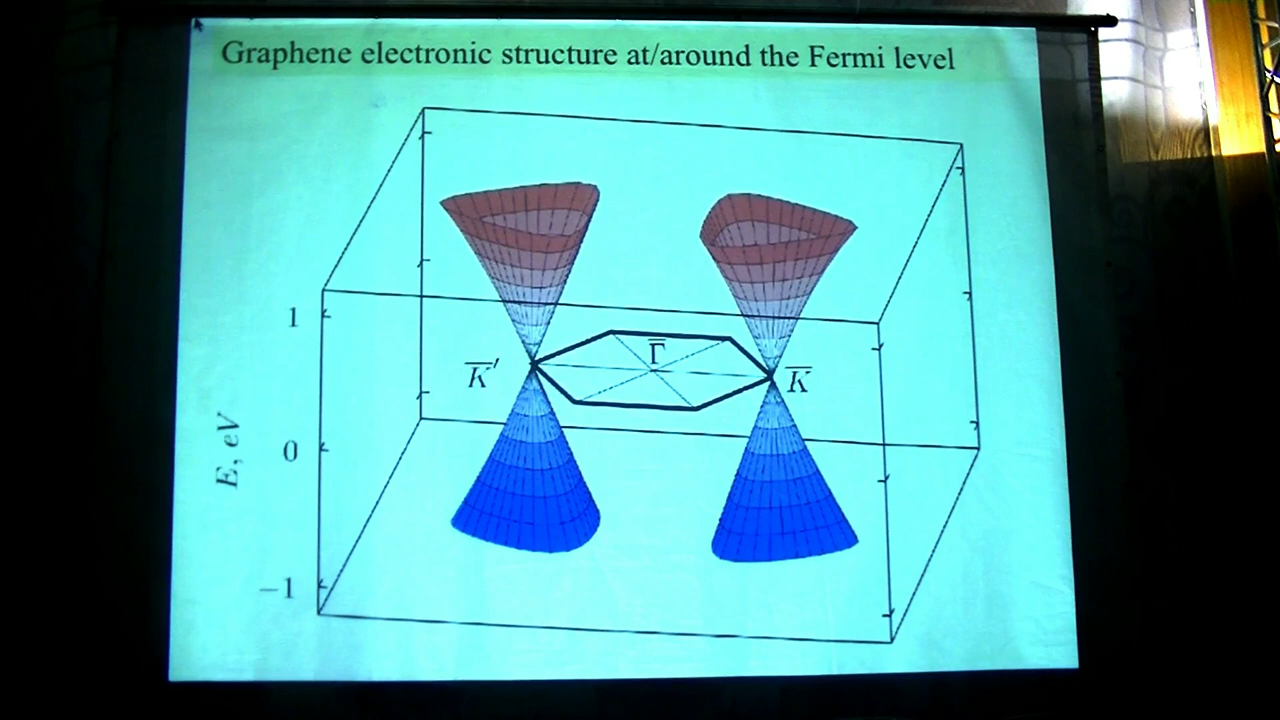 Graphene electronic structure at/around the Fermi level
1
Γ̅
K̅′
K̅
E, eV
0
−1